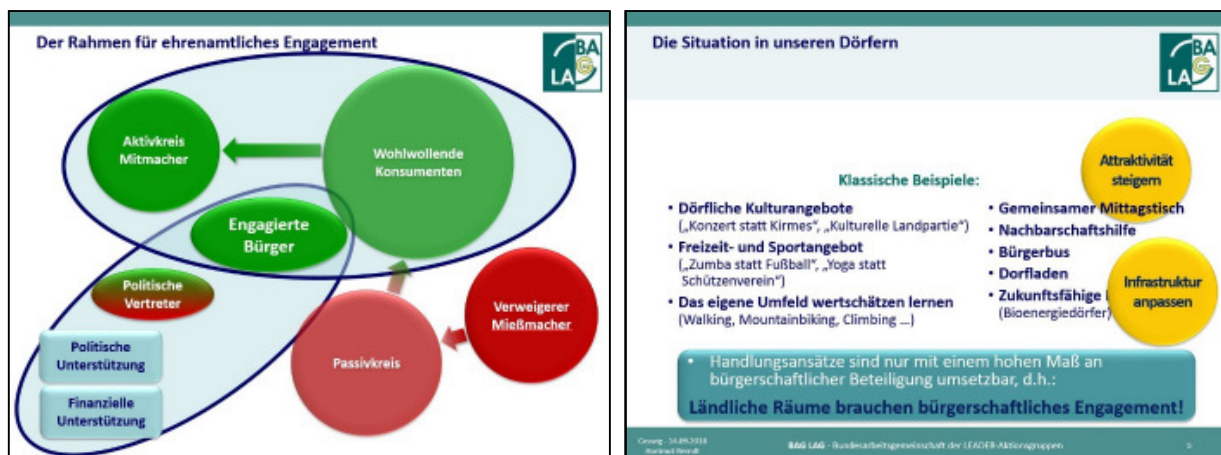 Der Rahmen für ehrenamtliches Engagement
BA
G
LAG
Aktivkreis
Mitmacher
Wohlwollende
Konsumenten
Engagierte
Bürger
Politische
Vertreter
Verweigerer
Mießmacher
Politische
Unterstützung
Passivkreis
Finanzielle
Unterstützung
Die Situation in unseren Dörfern
BA
G
LAG
Attraktivität
steigern
Klassische Beispiele:
• Dörfliche Kulturangebote
(„Konzert statt Kirmes“, „Kulturelle Landpartie“)
• Freizeit- und Sportangebot
(„Zumba statt Fußball“, „Yoga statt
Schützenverein“)
• Das eigene Umfeld wertschätzen lernen
(Walking, Mountainbiking, Climbing ...)
• Gemeinsamer Mittagstisch
• Nachbarschaftshilfe
• Bürgerbus
• Dorfladen
• Zukunftsfähige
(Bioenergiedörfer)
Infrastruktur
anpassen
• Handlungsansätze sind nur mit einem hohen Maß an
bürgerschaftlicher Beteiligung umsetzbar, d.h.:
Ländliche Räume brauchen bürgerschaftliches Engagement!
BAG LAG - Bundesarbeitsgemeinschaft der LEADER-Aktionsgruppen